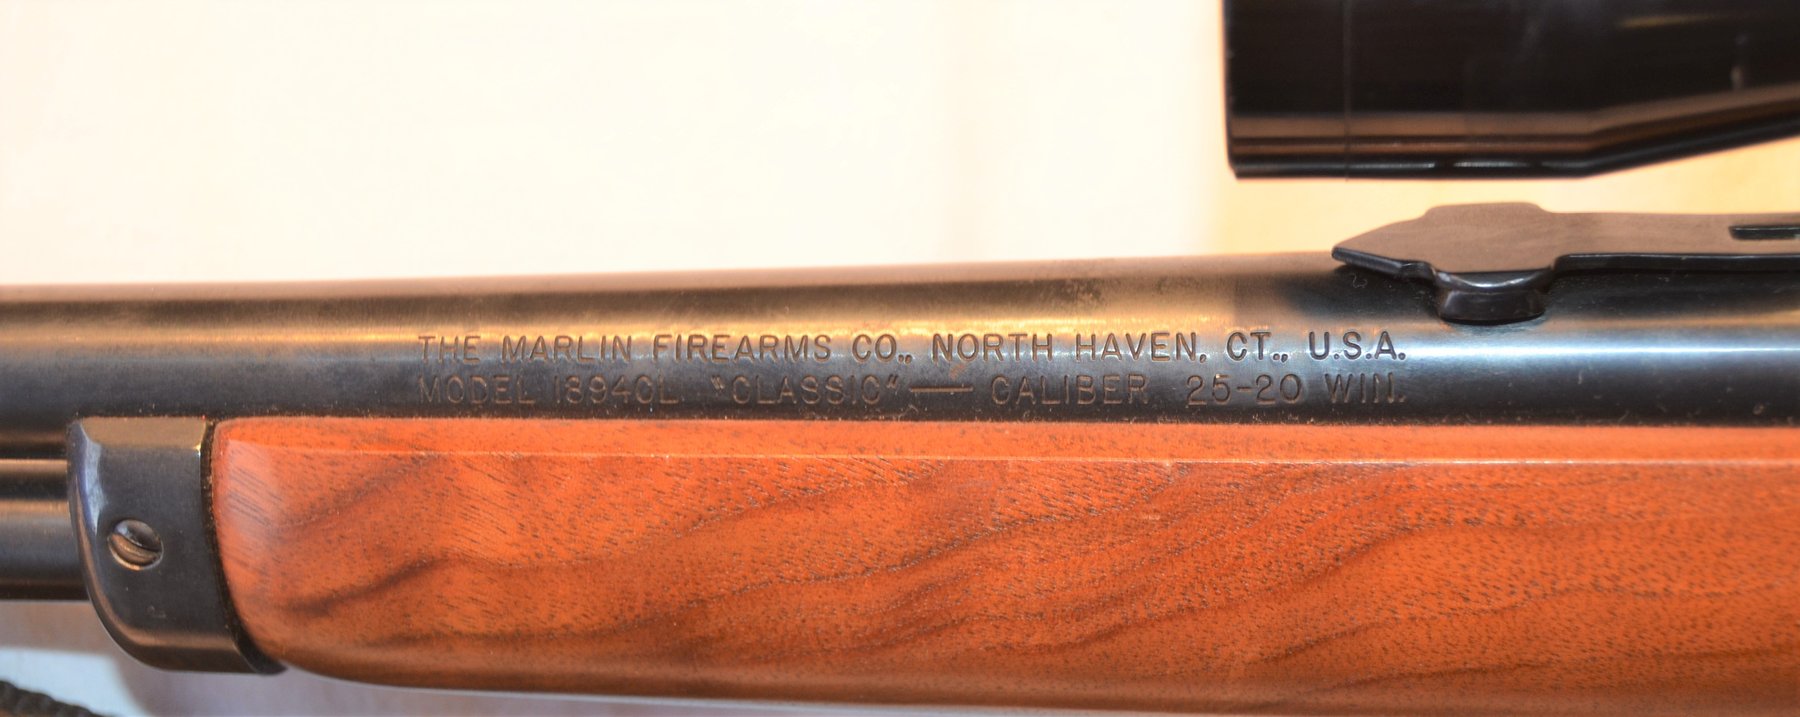 THE MARLIN FIREARMS CO., NORTH HAVEN, CT., U.S.A.
MODEL 1894CL "CLASSIC" — CALIBER 25-20 WIN.